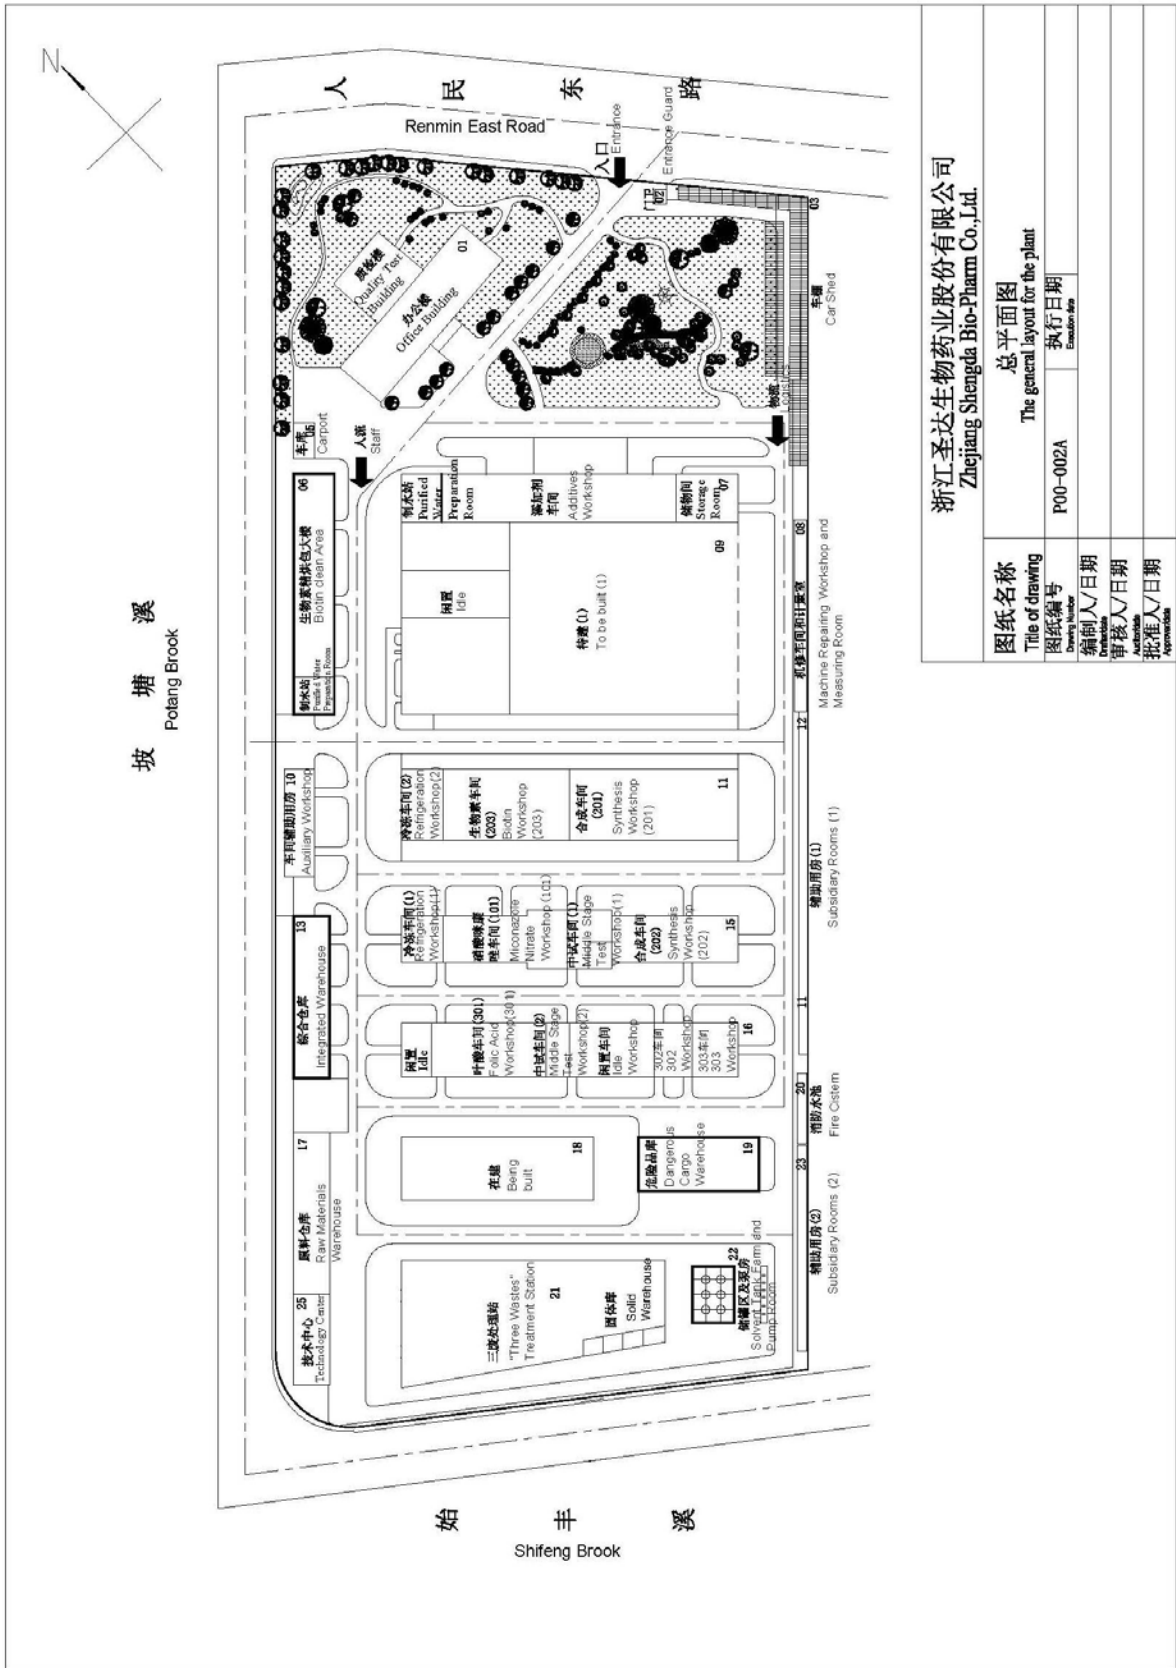 N
人 民 东 路
Renmin East Road
入口
Entrance
Entrance Guard
门卫
02
03
质检楼
Quality Test
Building
办公楼
Office Building
01
车棚
Car Shed
物流
Logistics
人流
Staff
车库
05
Carport
坡 塘 溪
Potang Brook
06
生物素精烘包大楼
Biotin clean Area
制水站
Purified Water
Preparation Room
制水站
Purified
Water
Preparation
Room
添加剂
车间
Additives
Workshop
储物间
Storage
Room
07
闲置
Idle
待建(1)
To be built (1)
09
08
机修车间和计量室
Machine Repairing Workshop and
Measuring Room
12
车间辅助用房 10
Auxiliary Workshop
冷冻车间(2)
Refrigeration
Workshop(2)
生物素车间
(203)
Biotin
Workshop
(203)
合成车间
(201)
Synthesis
Workshop
(201)
11
辅助用房(1)
Subsidiary Rooms (1)
13
综合仓库
Integrated Warehouse
冷冻车间(1)
Refrigeration
Workshop(1)
硝酸咪康
唑车间(101)
Miconazole
Nitrate
Workshop (101)
中试车间(1)
Middle Stage
Test
Workshop(1)
合成车间
(202)
Synthesis
Workshop
(202)
15
11
闲置
Idle
叶酸车间(301)
Folic Acid
Workshop(301)
中试车间(2)
Middle Stage
Test
Workshop(2)
闲置车间
Idle
Workshop
302车间
302
Workshop
303车间
303
Workshop
16
20
消防水池
Fire Cistern
17
原料仓库
Raw Materials
Warehouse
在建
Being
built
18
危险品库
Dangerous
Cargo
Warehouse
19
23
辅助用房(2)
Subsidiary Rooms (2)
技术中心 25
Technology Center
三废处理站
"Three Wastes"
Treatment Station
21
固体库
Solid
Warehouse
22
储罐区及泵房
Solvent Tank Farm and
Pump Room
始 丰 溪
Shifeng Brook
浙江圣达生物药业股份有限公司
Zhejiang Shengda Bio-Pharm Co.,Ltd.
图纸名称
Title of drawing
总平面图
The general layout for the plant
图纸编号
Drawing Number
P00-002A
执行日期
Execution date
编制人/日期
审核人/日期
批准人/日期